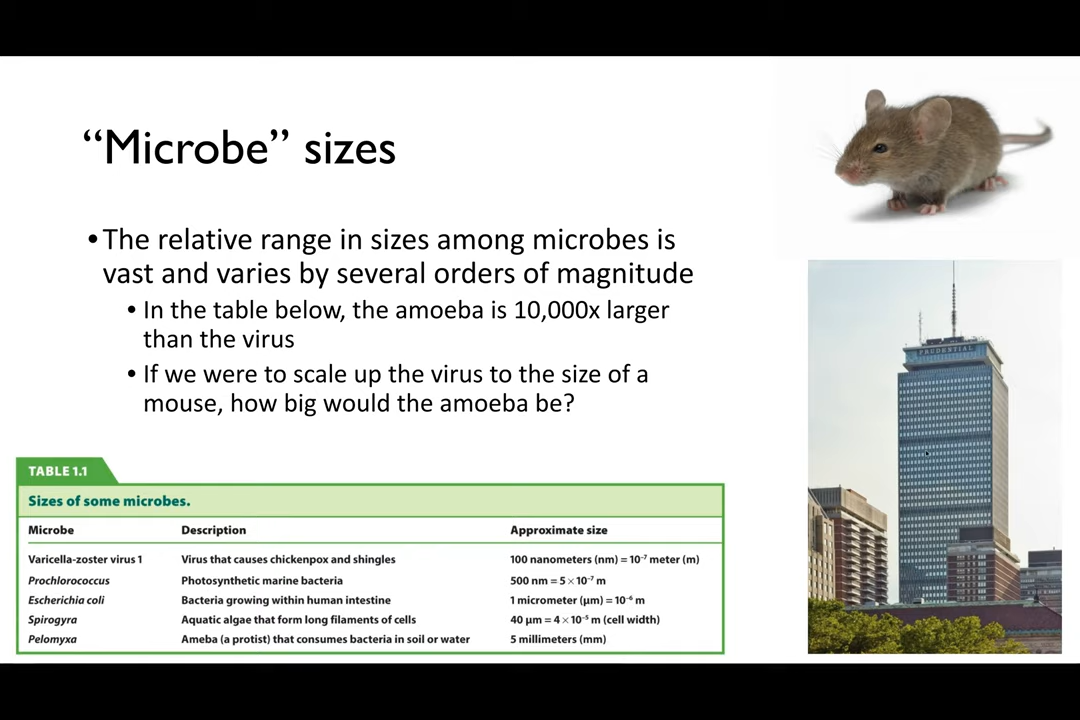 “Microbe” sizes
•The relative range in sizes among microbes is
vast and varies by several orders of magnitude
• In the table below, the amoeba is 10,000x larger
than the virus
• If we were to scale up the virus to the size of a
mouse, how big would the amoeba be?
PRUDENTIAL
TABLE 1.1
Sizes of some microbes.
Microbe Description Approximate size
Varicella-zoster virus 1 Virus that causes chickenpox and shingles 100 nanometers (nm) = 10⁻⁷ meter (m)
Prochlorococcus Photosynthetic marine bacteria 500 nm = 5 × 10⁻⁷ m
Escherichia coli Bacteria growing within human intestine 1 micrometer (μm) = 10⁻⁶ m
Spirogyra Aquatic algae that form long filaments of cells 40 μm = 4 × 10⁻⁵ m (cell width)
Pelomyxa Ameba (a protist) that consumes bacteria in soil or water 5 millimeters (mm)